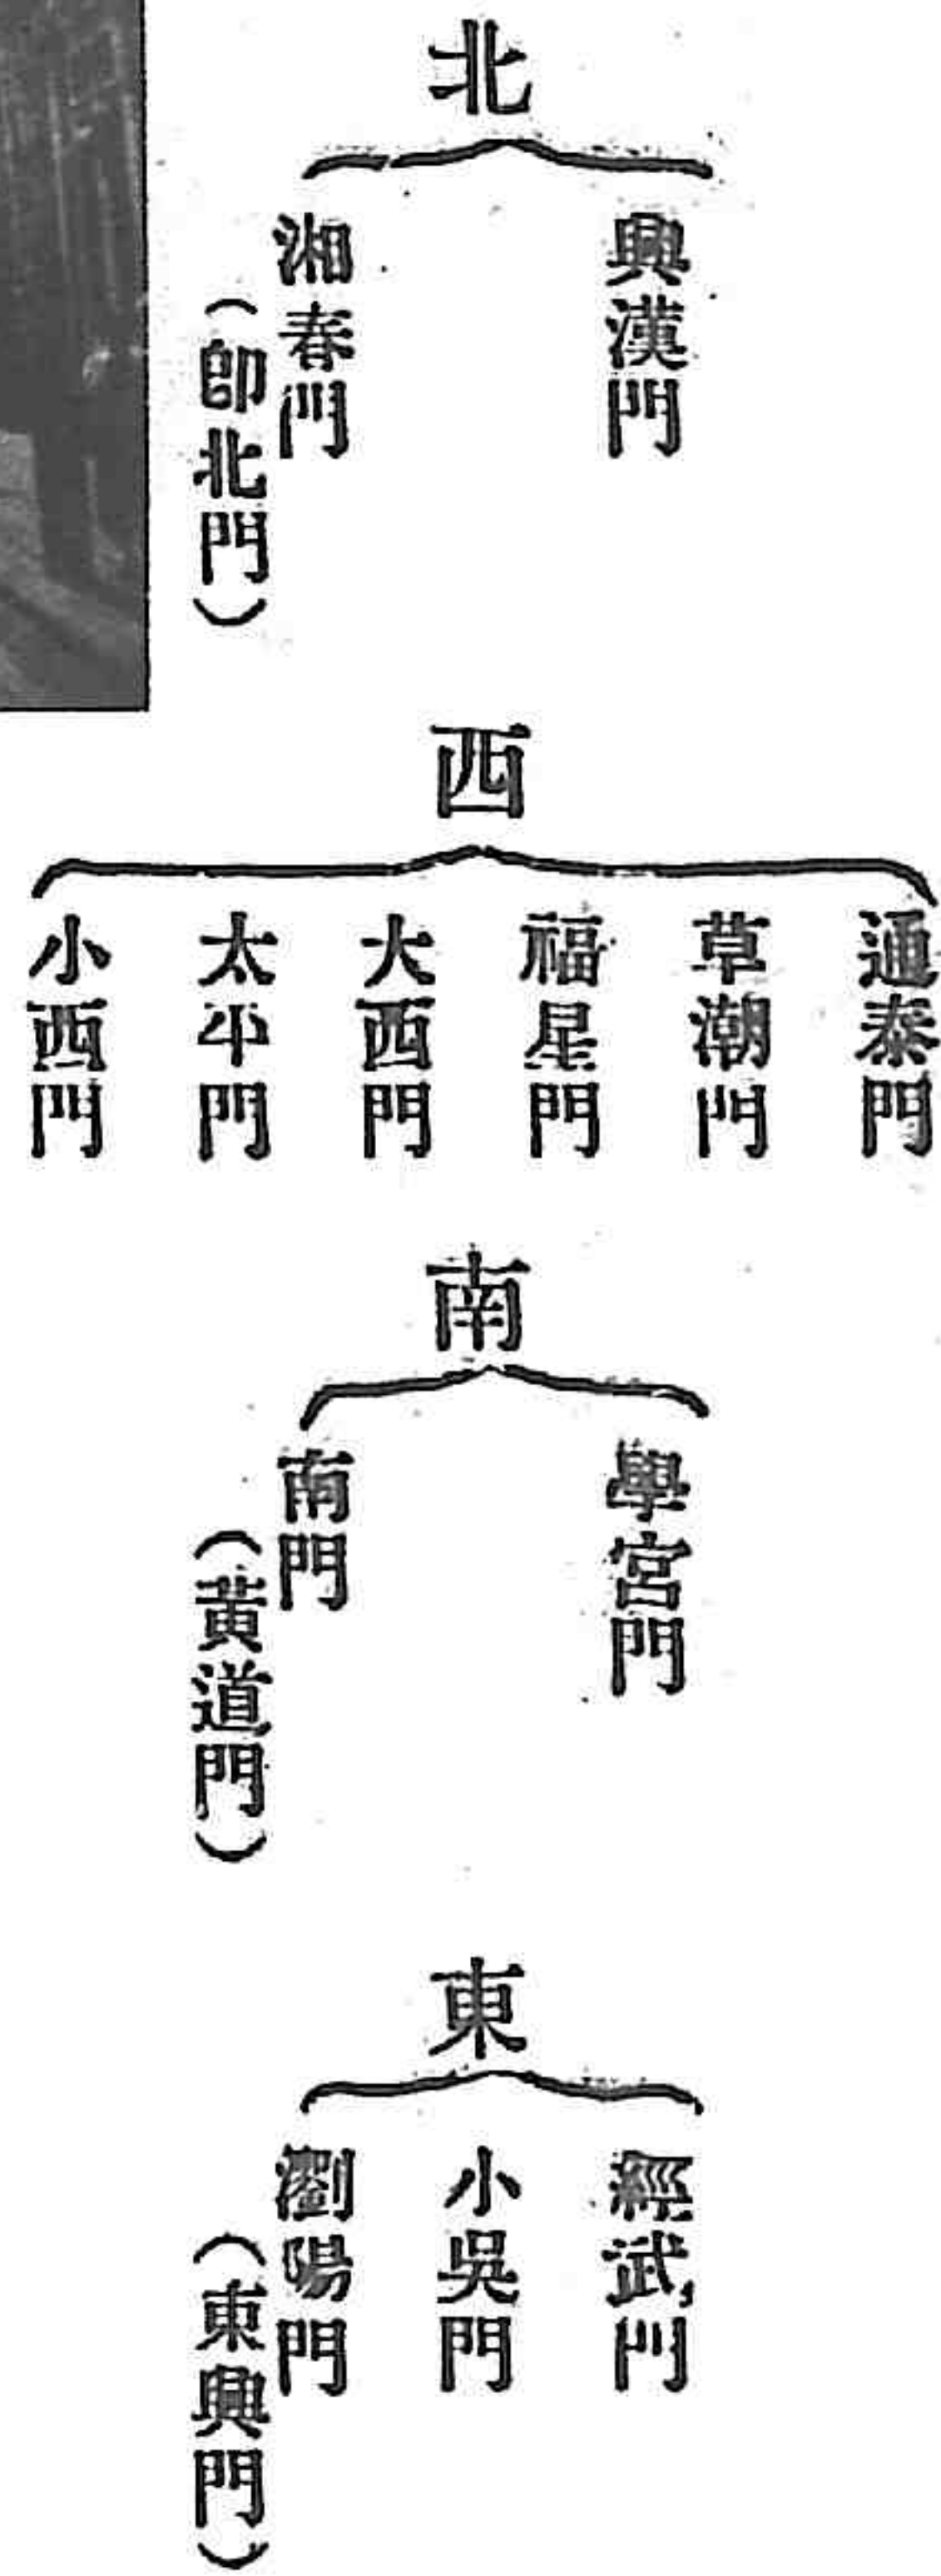 北
興漢門
湘春門
（卽北門）
西
通泰門
草潮門
福星門
大西門
太平門
小西門
南
學宮門
南門
（黃道門）
東
經武門
小吳門
瀏陽門
（東興門）